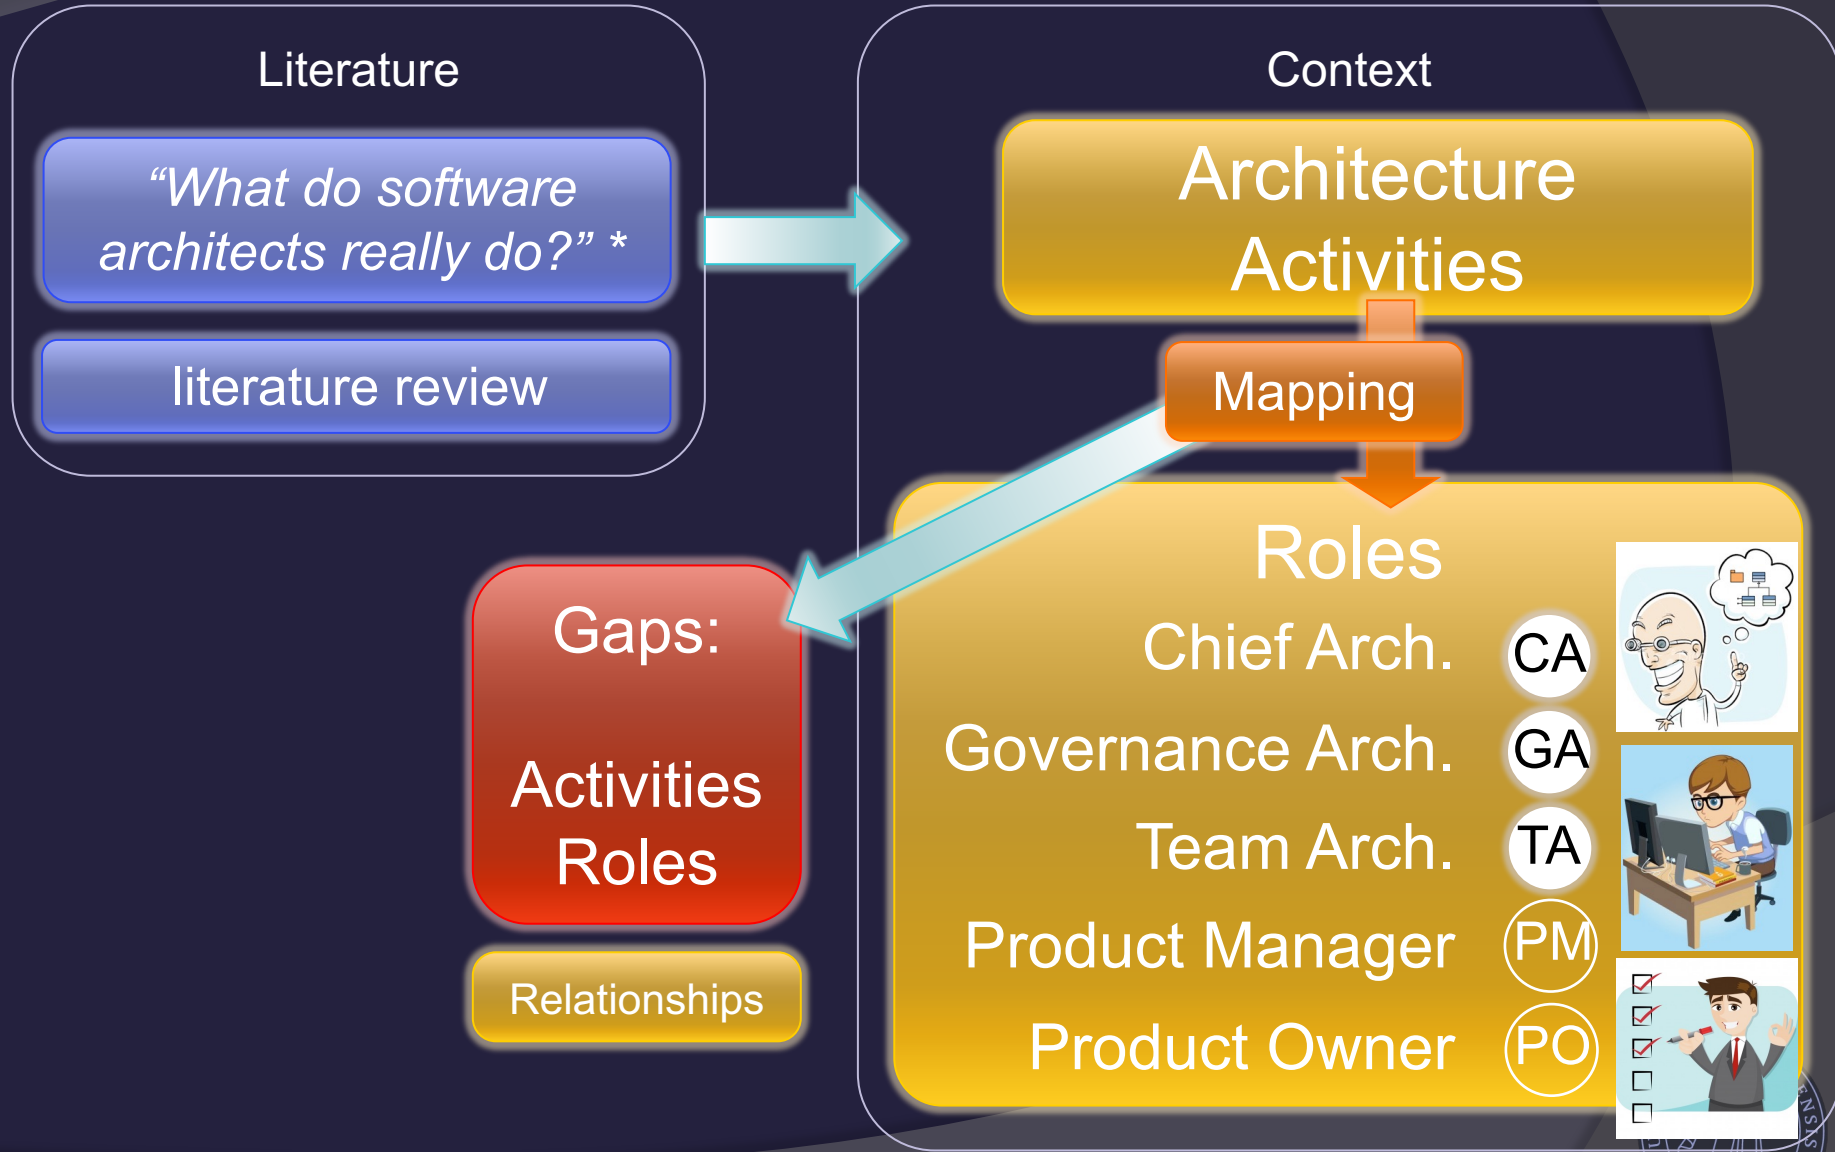 Literature
“What do software
architects really do?” *
literature review
Context
Architecture
Activities
Mapping
Roles
Chief Arch. CA
Governance Arch. GA
Team Arch. TA
Product Manager PM
Product Owner PO
Gaps:
Activities
Roles
Relationships